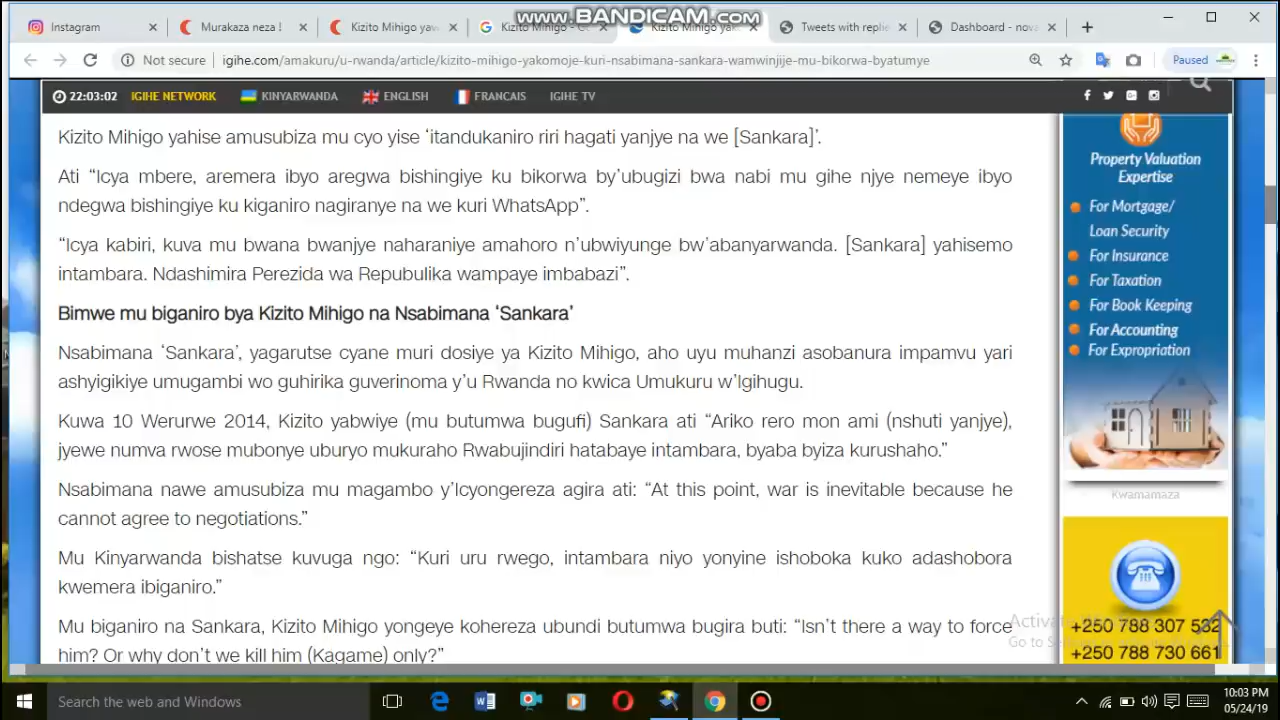 www.BANDICAM.com
Instagram
Murakaza neza !
Kizito Mihigo yaw
Kizito Mihigo -
Kizito Mihigo yak
Tweets with replie
Dashboard - nova
Not secure
igihe.com/amakuru/u-rwanda/article/kizito-mihigo-yakomoje-kuri-nsabimana-sankara-wamwinjije-mu-bikorwa-byatumye
Paused
22:03:02 IGIHE NETWORK KINYARWANDA ENGLISH FRANCAIS IGIHE TV
Kizito Mihigo yahise amusubiza mu cyo yise ‘itandukaniro riri hagati yanjye na we [Sankara]’.
Ati “Icya mbere, aremera ibyo aregwa bishingiye ku bikorwa by’ubugizi bwa nabi mu gihe njye nemeye ibyo
ndegwa bishingiye ku kiganiro nagiranye na we kuri WhatsApp”.
“Icya kabiri, kuva mu bwana bwanjye naharaniye amahoro n’ubwiyunge bw’abanyarwanda. [Sankara] yahisemo
intambara. Ndashimira Perezida wa Repubulika wampaye imbabazi”.
Bimwe mu biganiro bya Kizito Mihigo na Nsabimana ‘Sankara’
Nsabimana ‘Sankara’, yagarutse cyane muri dosiye ya Kizito Mihigo, aho uyu muhanzi asobanura impamvu yari
ashyigikiye umugambi wo guhirika guverinoma y’u Rwanda no kwica Umukuru w’Igihugu.
Kuwa 10 Werurwe 2014, Kizito yabwiye (mu butumwa bugufi) Sankara ati “Ariko rero mon ami (nshuti yanjye),
jyewe numva rwose mubonye uburyo mukuraho Rwabujindiri hatabaye intambara, byaba byiza kurushaho.”
Nsabimana nawe amusubiza mu magambo y’Icyongereza agira ati: “At this point, war is inevitable because he
cannot agree to negotiations.”
Mu Kinyarwanda bishatse kuvuga ngo: “Kuri uru rwego, intambara niyo yonyine ishoboka kuko adashobora
kwemera ibiganiro.”
Mu biganiro na Sankara, Kizito Mihigo yongeye kohereza ubundi butumwa bugira buti: “Isn’t there a way to force
him? Or why don’t we kill him (Kagame) only?”
Property Valuation
Expertise
For Mortgage/
Loan Security
For Insurance
For Taxation
For Book Keeping
For Accounting
For Expropriation
Kwamamaza
+250 788 307 532
+250 788 730 661
Activate
Go to
Search the web and Windows
10:03 PM
05/24/19